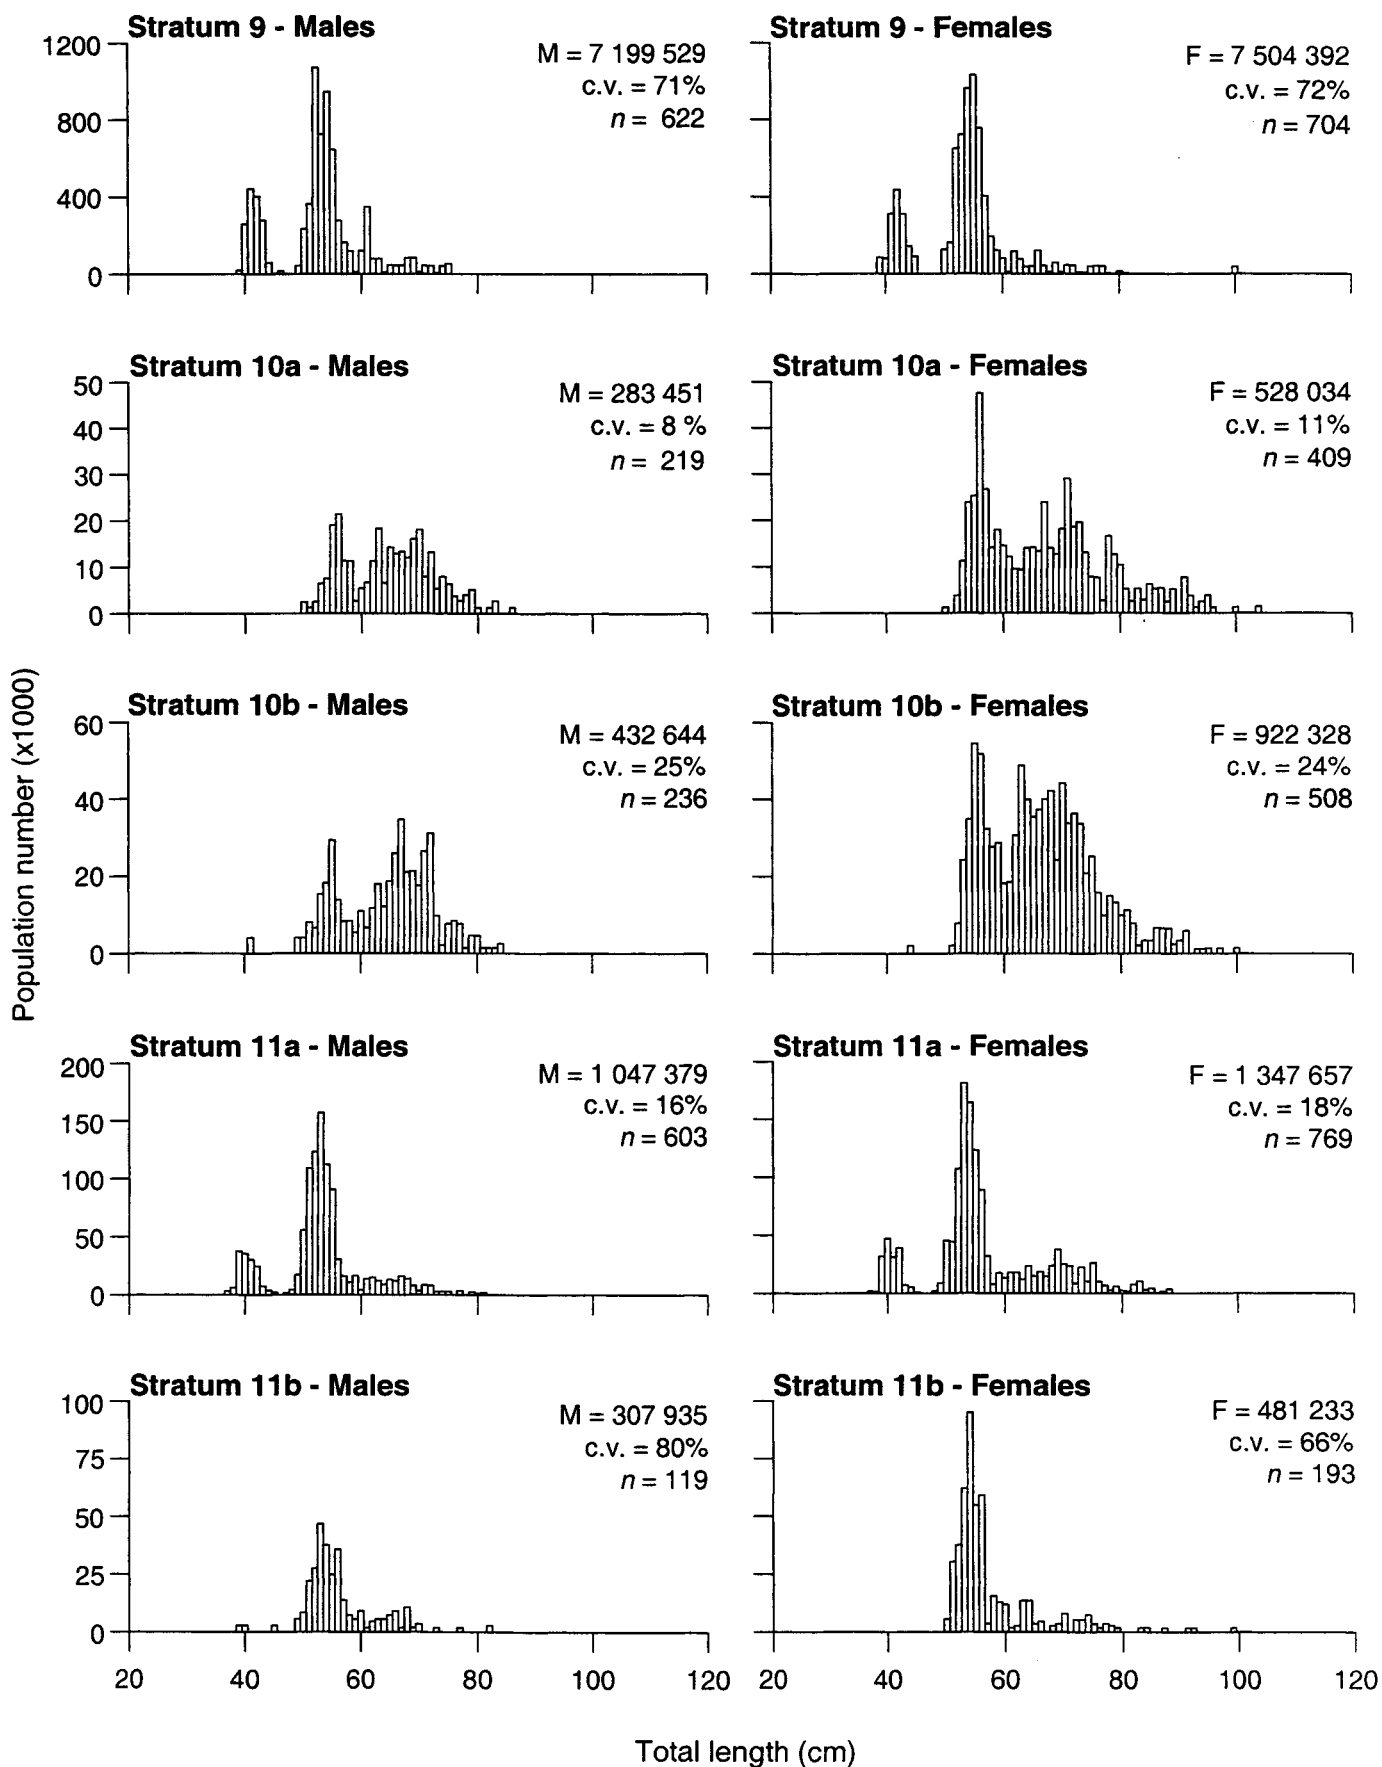 Stratum 9 - Males
M = 7 199 529
c.v. = 71%
n = 622
1200
800
400
0
Stratum 9 - Females
F = 7 504 392
c.v. = 72%
n = 704
Stratum 10a - Males
M = 283 451
c.v. = 8 %
n = 219
50
40
30
20
10
0
Stratum 10a - Females
F = 528 034
c.v. = 11%
n = 409
Population number (x1000)
Stratum 10b - Males
M = 432 644
c.v. = 25%
n = 236
60
40
20
0
Stratum 10b - Females
F = 922 328
c.v. = 24%
n = 508
Stratum 11a - Males
M = 1 047 379
c.v. = 16%
n = 603
200
150
100
50
0
Stratum 11a - Females
F = 1 347 657
c.v. = 18%
n = 769
Stratum 11b - Males
M = 307 935
c.v. = 80%
n = 119
100
75
50
25
0
20 40 60 80 100 120
Stratum 11b - Females
F = 481 233
c.v. = 66%
n = 193
20 40 60 80 100 120
Total length (cm)